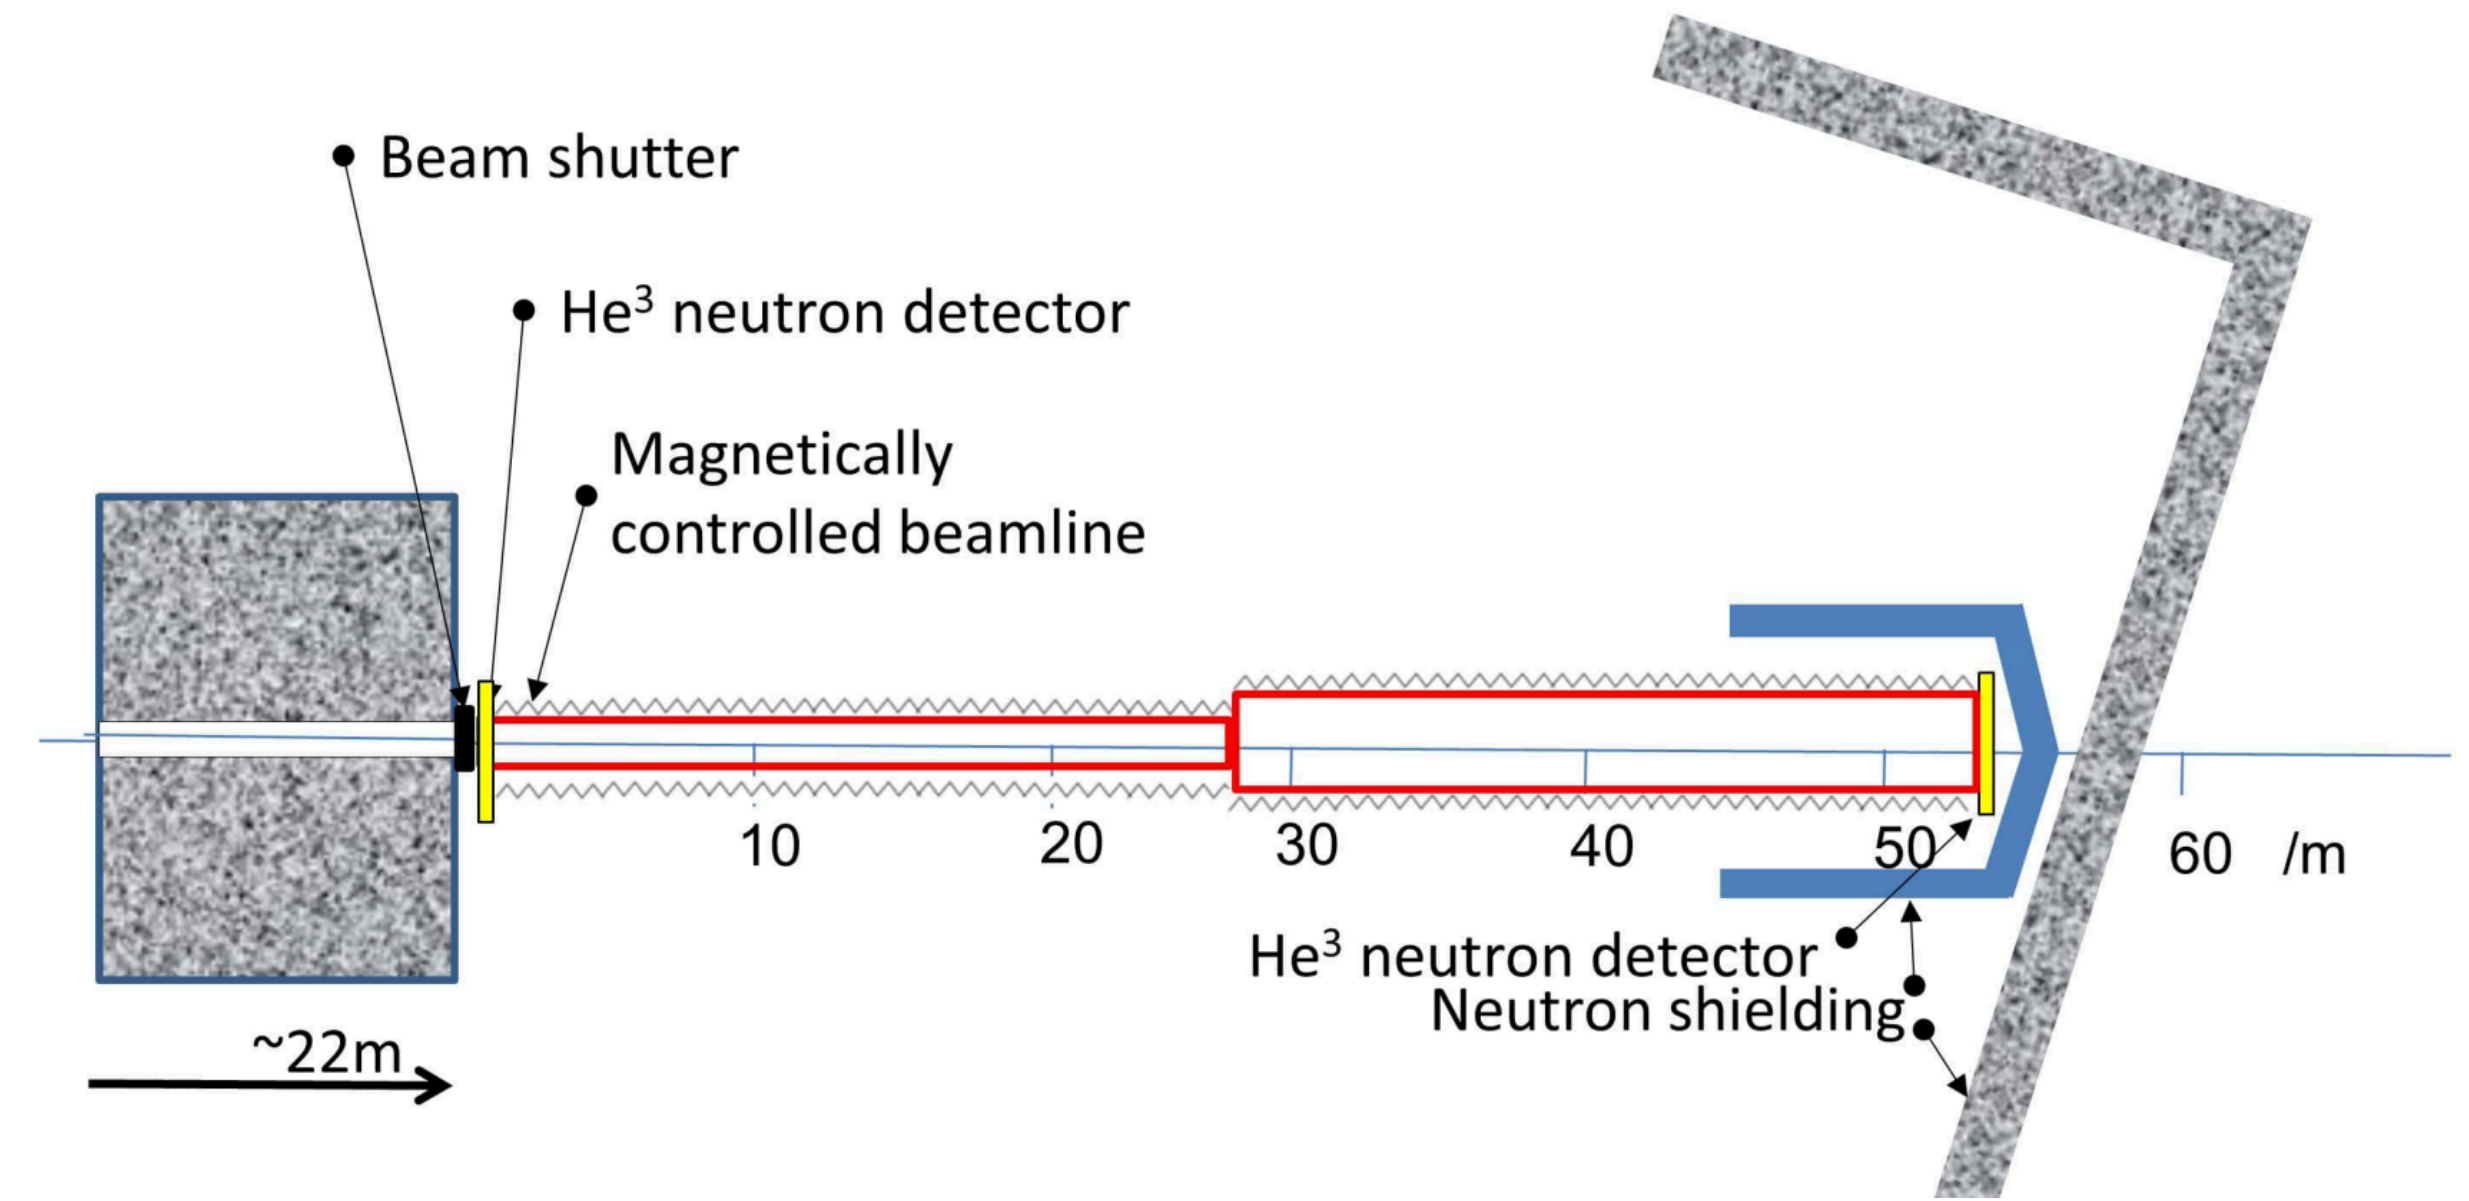 Beam shutter
He³ neutron detector
Magnetically
controlled beamline
10 20 30 40 50 60 /m
He³ neutron detector
Neutron shielding
~22m